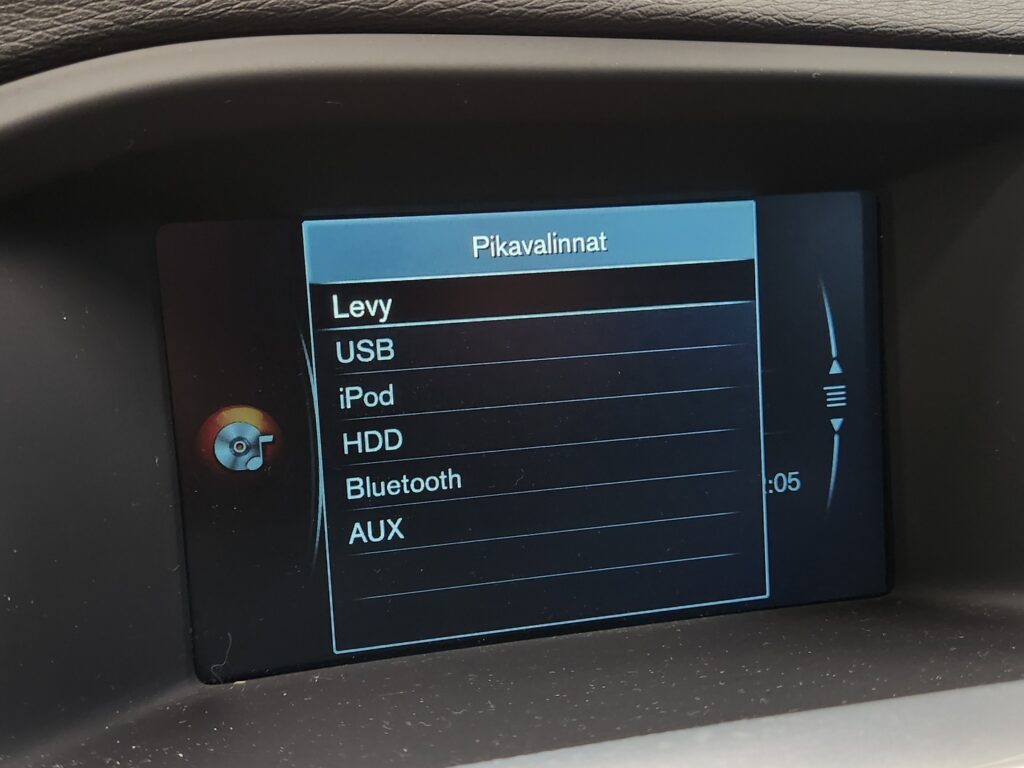 Pikavalinnat
Levy
USB
iPod
HDD
Bluetooth
:05
AUX